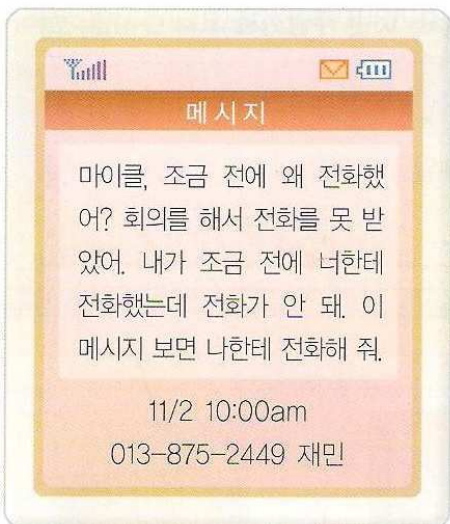 메시지
마이클, 조금 전에 왜 전화했
어? 회의를 해서 전화를 못 받
았어. 내가 조금 전에 너한테
전화했는데 전화가 안 돼. 이
메시지 보면 나한테 전화해 줘.
11/2 10:00am
013-875-2449 재민